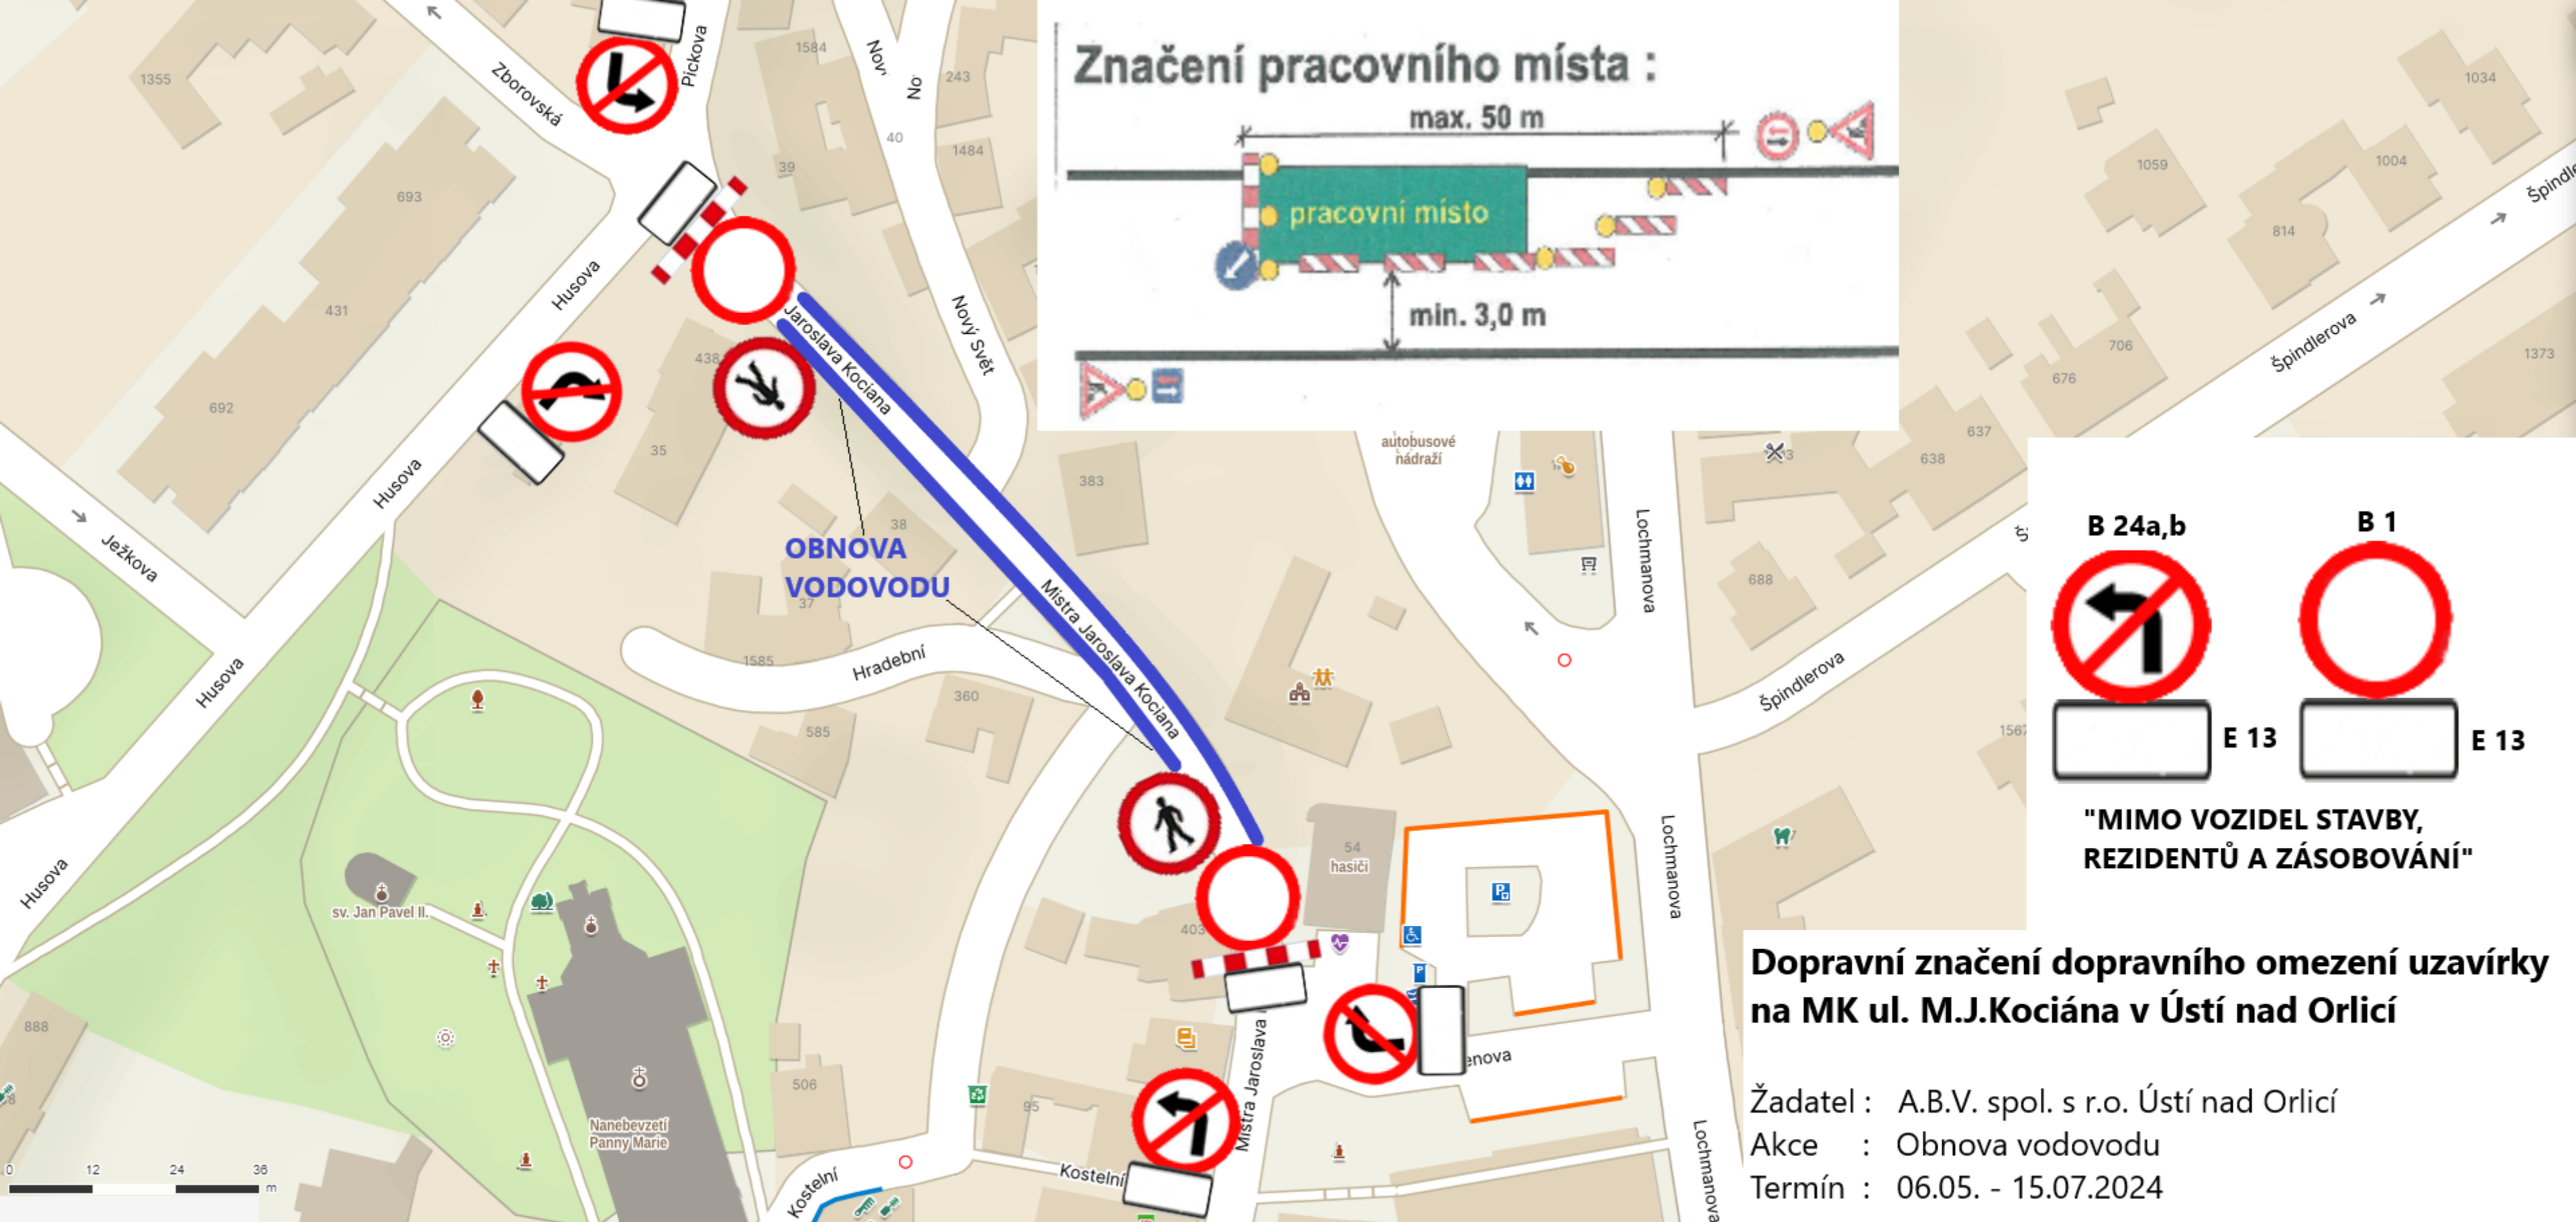 Značení pracovního místa :
max. 50 m
pracovní místo
min. 3,0 m
Zborovská
Pickova
1355
1584
243
40
1484
39
693
431
692
Husova
Husova
Husova
Husova
Ježkova
Nový Svět
No
438
35
38
37
383
Jaroslava Kociana
Mistra Jaroslava Kociana
OBNOVA
VODOVODU
Hradební
1585
360
585
autobusové
nádraží
Lochmanova
Lochmanova
Lochmanova
Špindlerova
Špindlerova
1034
1059
1004
814
706
676
637
638
688
1373
B 24a,b
B 1
E 13
E 13
"MIMO VOZIDEL STAVBY,
REZIDENTŮ A ZÁSOBOVÁNÍ"
54
hasiči
403
P
sv. Jan Pavel II.
888
506
95
Nanebevzetí
Panny Marie
Kostelní
Kostelní
Mistra Jaroslava
enova
0 12 24 36
m
Dopravní značení dopravního omezení uzavírky
na MK ul. M.J.Kociána v Ústí nad Orlicí
Žadatel : A.B.V. spol. s r.o. Ústí nad Orlicí
Akce : Obnova vodovodu
Termín : 06.05. - 15.07.2024